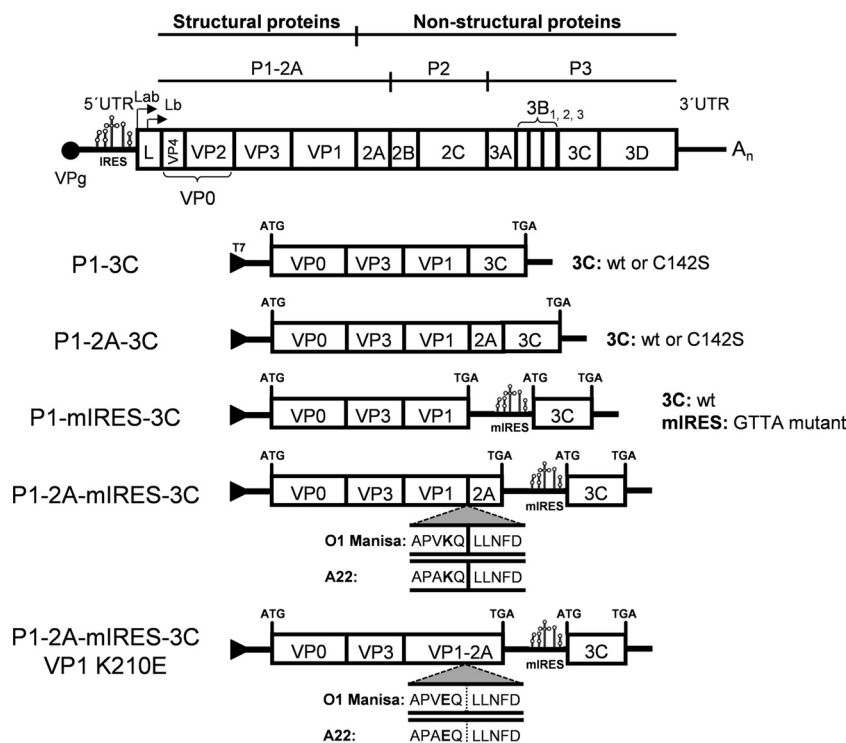 Structural proteins Non-structural proteins
P1-2A P2 P3
5´UTR Lab Lb 3B1, 2, 3 3´UTR
VPg IRES L VP4 VP2 VP3 VP1 2A 2B 2C 3A 3C 3D An
VP0
ATG TGA
P1-3C T7 VP0 VP3 VP1 3C 3C: wt or C142S
ATG TGA
P1-2A-3C VP0 VP3 VP1 2A 3C 3C: wt or C142S
ATG TGA ATG TGA
P1-mIRES-3C VP0 VP3 VP1 mIRES 3C 3C: wt
mIRES: GTTA mutant
ATG TGA ATG TGA
P1-2A-mIRES-3C VP0 VP3 VP1 2A mIRES 3C
O1 Manisa: APVKQ LLNFD
A22: APAKQ LLNFD
ATG TGA ATG TGA
P1-2A-mIRES-3C VP0 VP3 VP1-2A mIRES 3C
VP1 K210E
O1 Manisa: APVEQ LLNFD
A22: APAEQ LLNFD